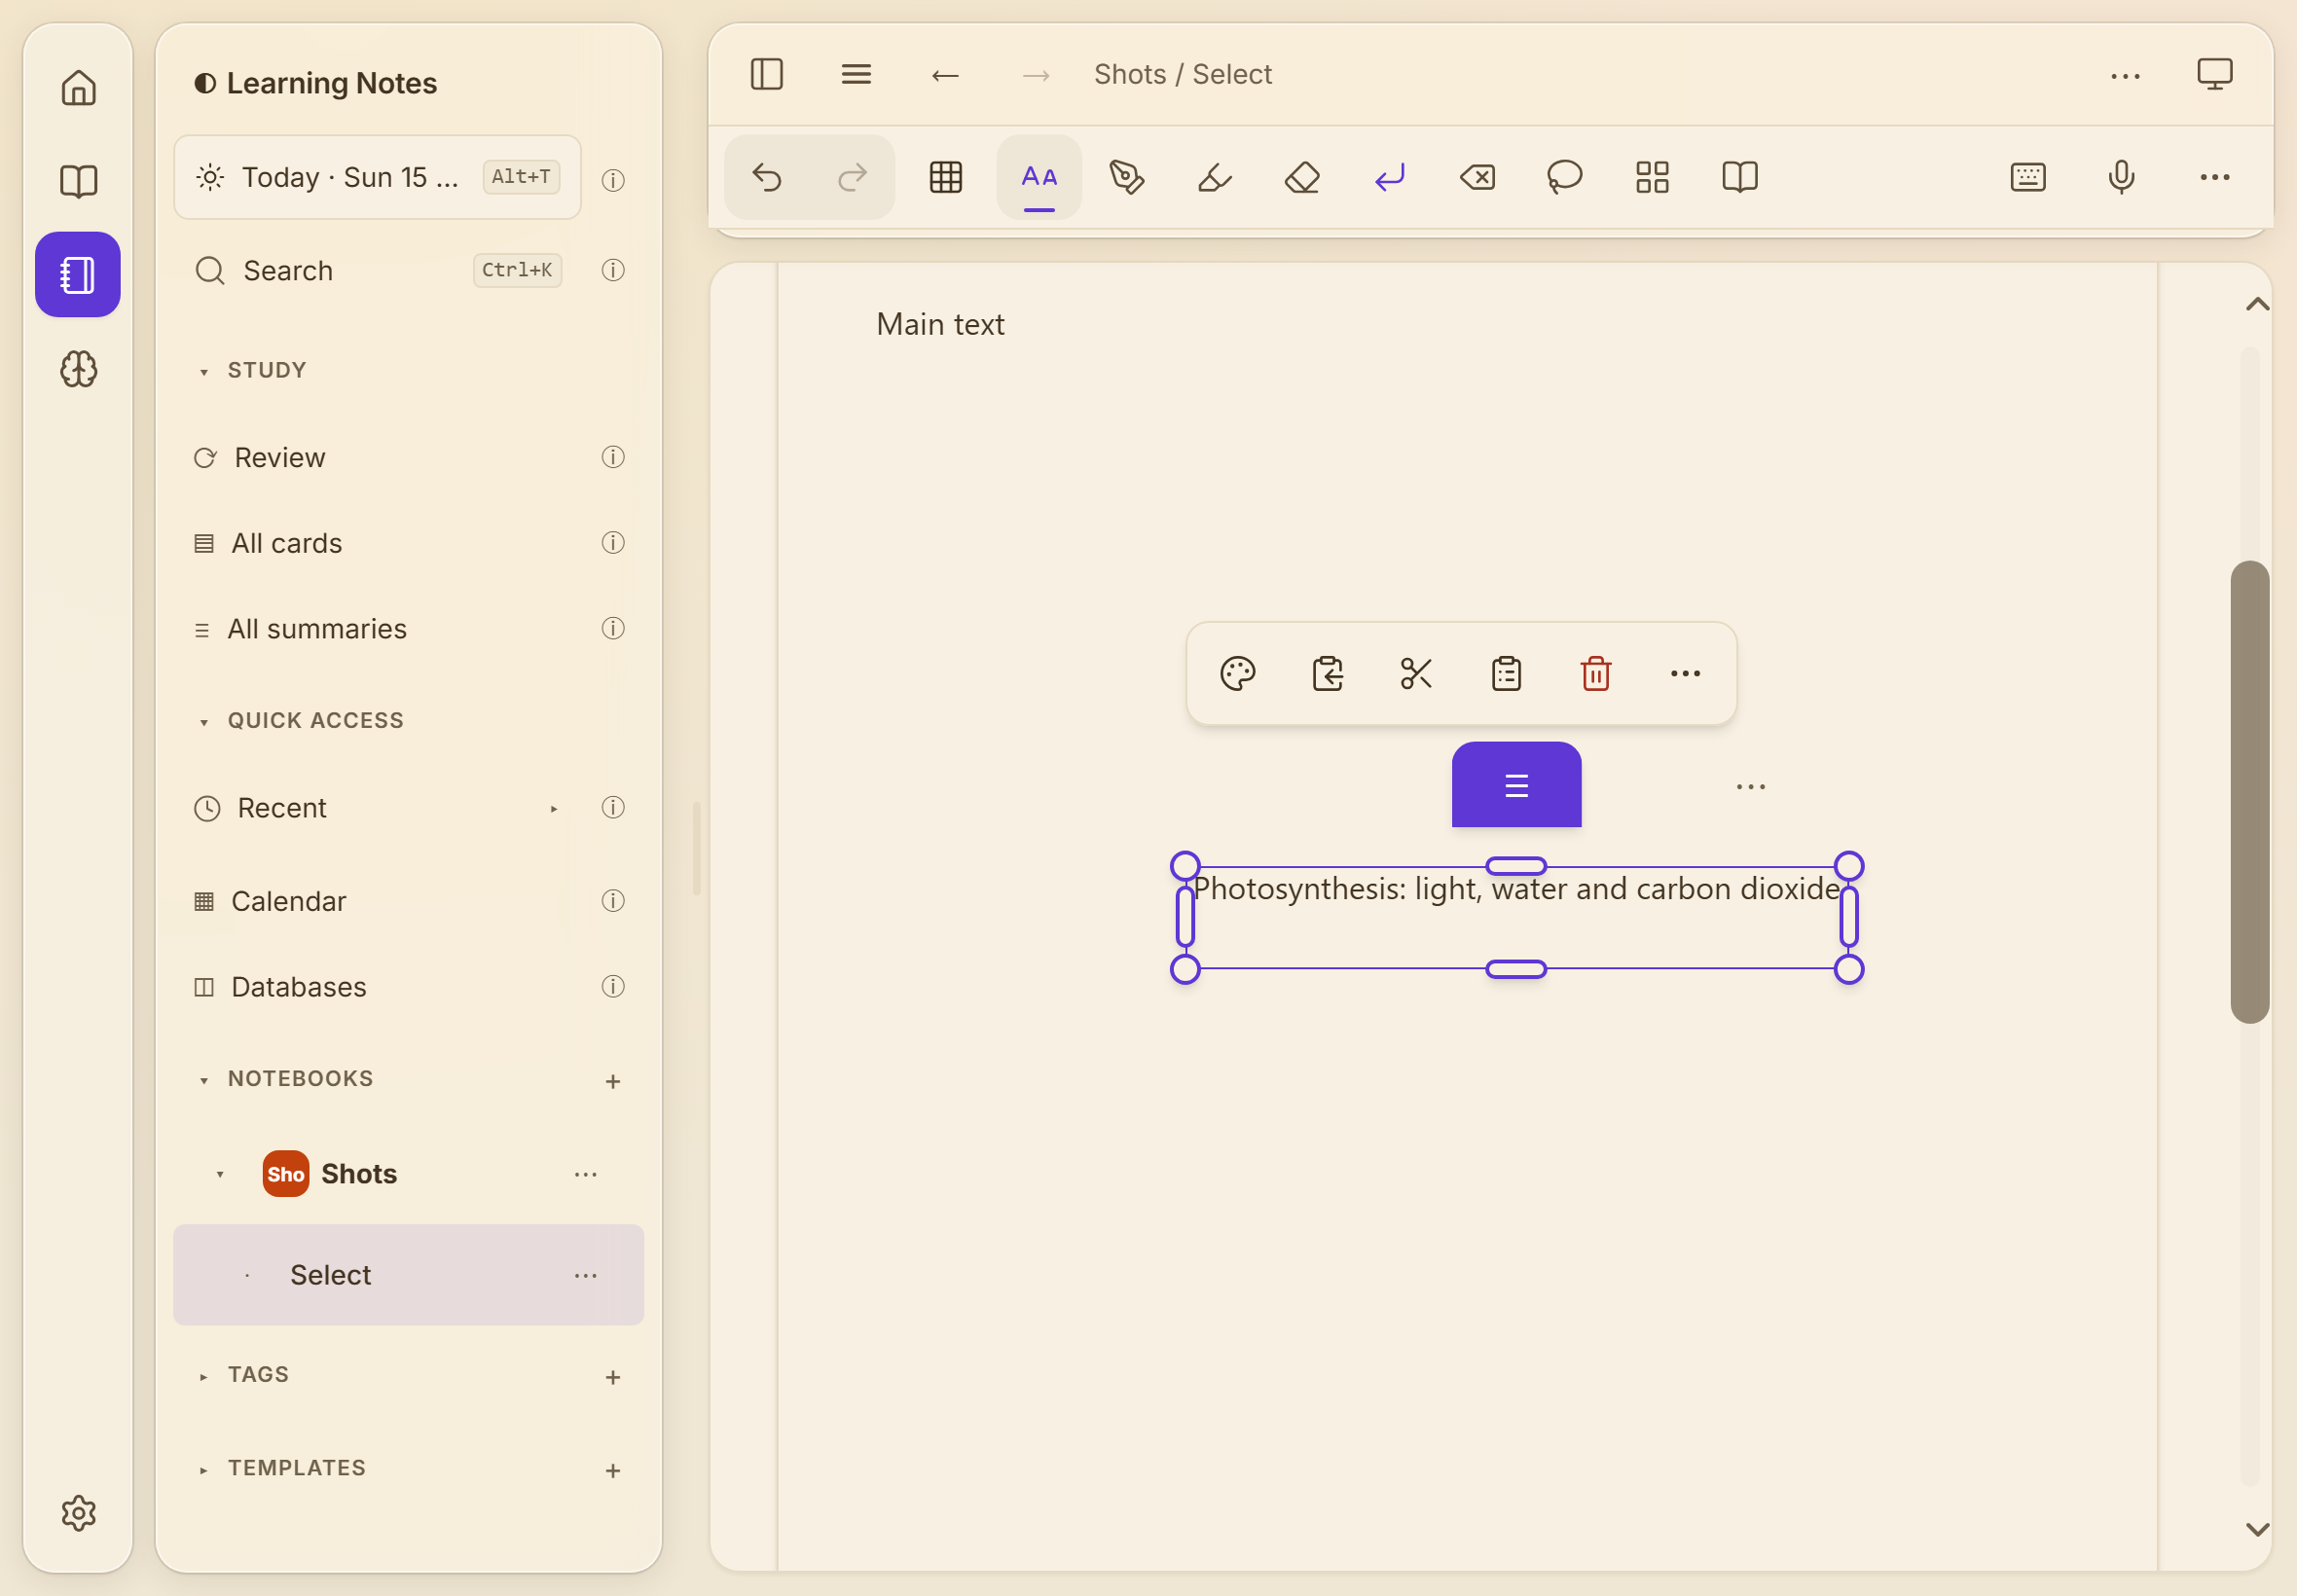 Learning Notes
Today · Sun 15 ...
Alt+T
Search
Ctrl+K
STUDY
Review
All cards
All summaries
QUICK ACCESS
Recent
Calendar
Databases
NOTEBOOKS
Sho
Shots
Select
TAGS
TEMPLATES
Shots / Select
AA
Main text
Photosynthesis: light, water and carbon dioxide